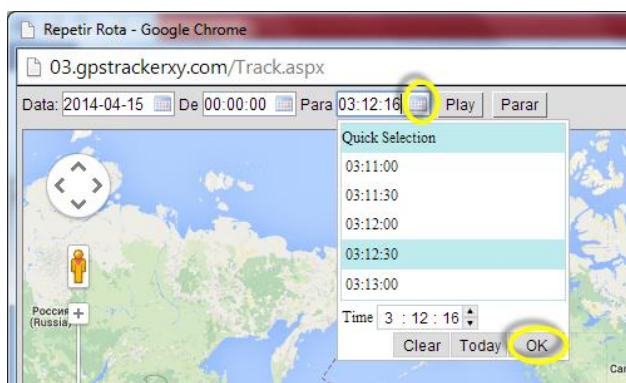 Repetir Rota - Google Chrome
03.gpstrackerxy.com/Track.aspx
Data: 2014-04-15 De 00:00:00 Para 03:12:16 Play Parar
Quick Selection
03:11:00
03:11:30
03:12:00
03:12:30
03:13:00
Time 3 : 12 : 16
Clear Today OK
Россия
(Russia)
Car